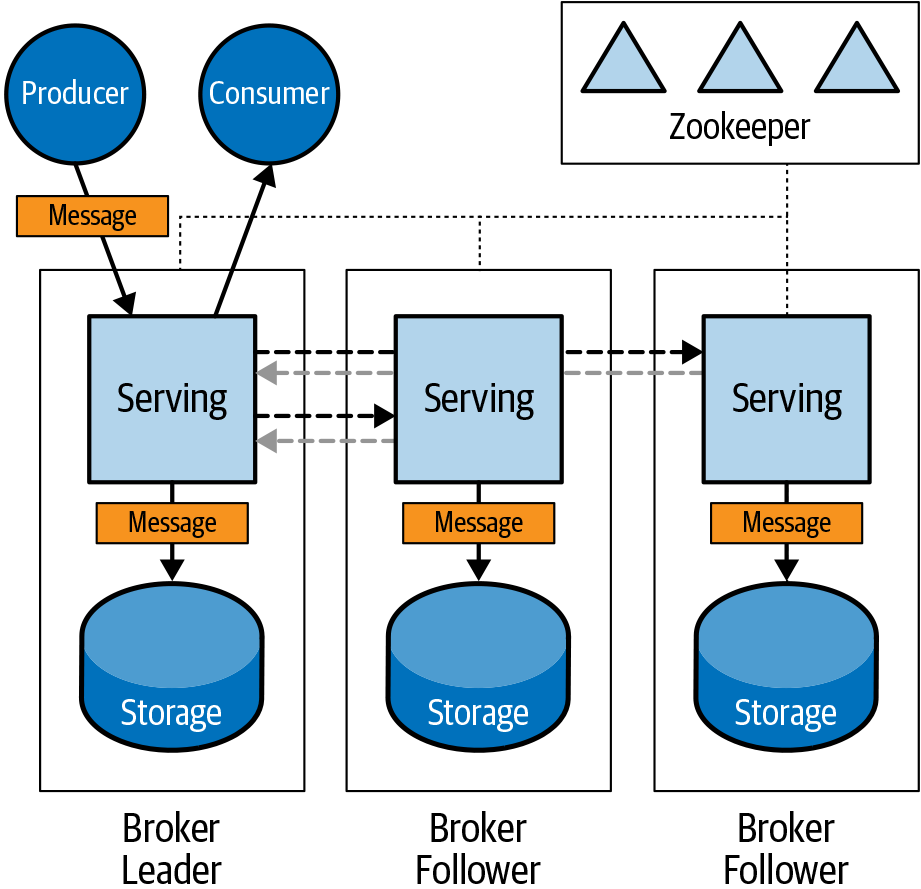 Producer
Consumer
Zookeeper
Message
Serving
Serving
Serving
Message
Message
Message
Storage
Storage
Storage
Broker
Leader
Broker
Follower
Broker
Follower